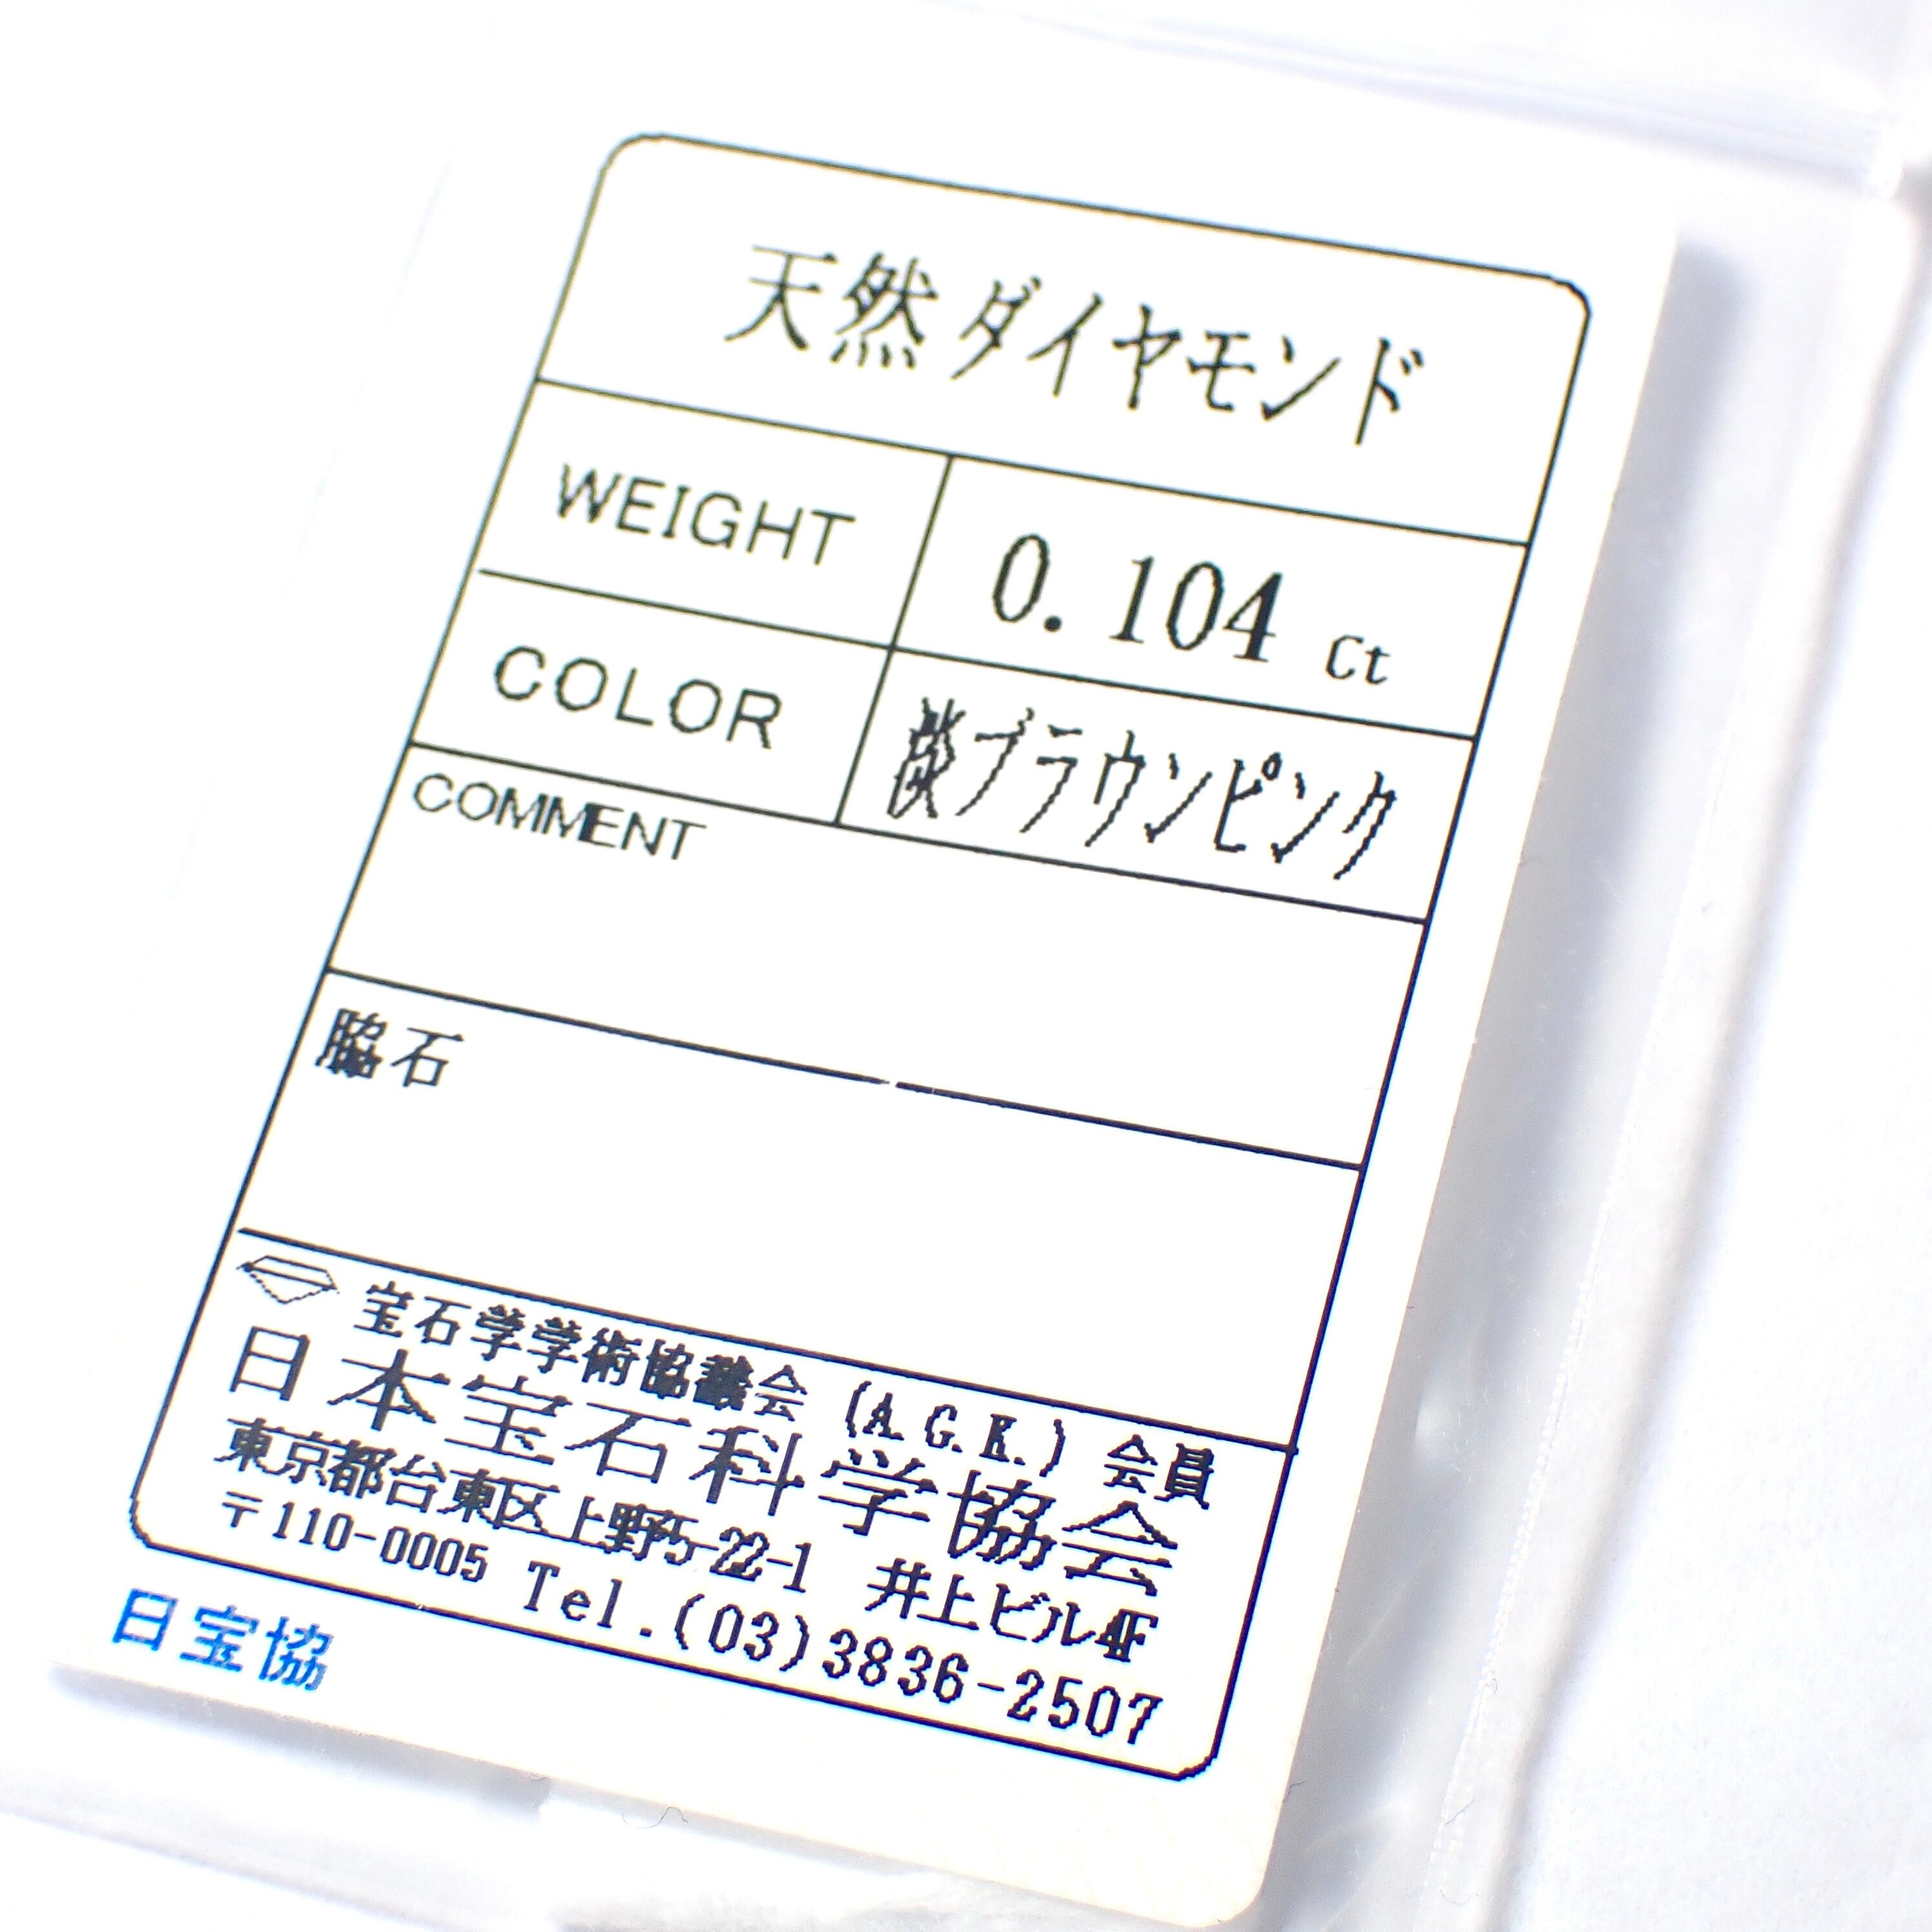 天然ダイヤモンド
WEIGHT 0.104 ct
COLOR 淡ブラウンピンク
COMMENT
脇石
宝石学学術協議会 (A.G.K.) 会員
日本宝石科学協会
東京都台東区上野5-22-1 井上ビル4F
〒110-0005 Tel.(03)3836-2507
日宝協